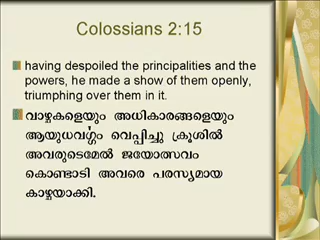 Colossians 2:15
having despoiled the principalities and the
powers, he made a show of them openly,
triumphing over them in it.
വാഴ്ചകളെയും അധികാരങ്ങളെയും
ആയുധവർഗ്ഗം വെപ്പിച്ചു ക്രൂശിൽ
അവരുടെമേൽ ജയോത്സവം
കൊണ്ടാടി അവരെ പരസ്യമായ
കാഴ്ചയാക്കി.